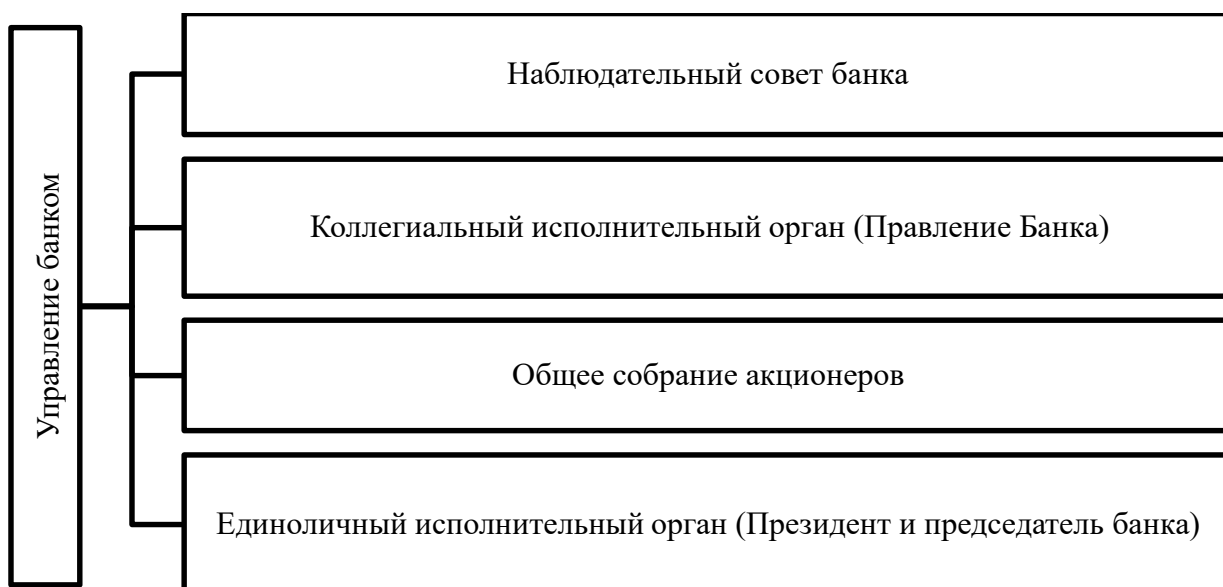 Управление банком
Наблюдательный совет банка
Коллегиальный исполнительный орган (Правление Банка)
Общее собрание акционеров
Единоличный исполнительный орган (Президент и председатель банка)